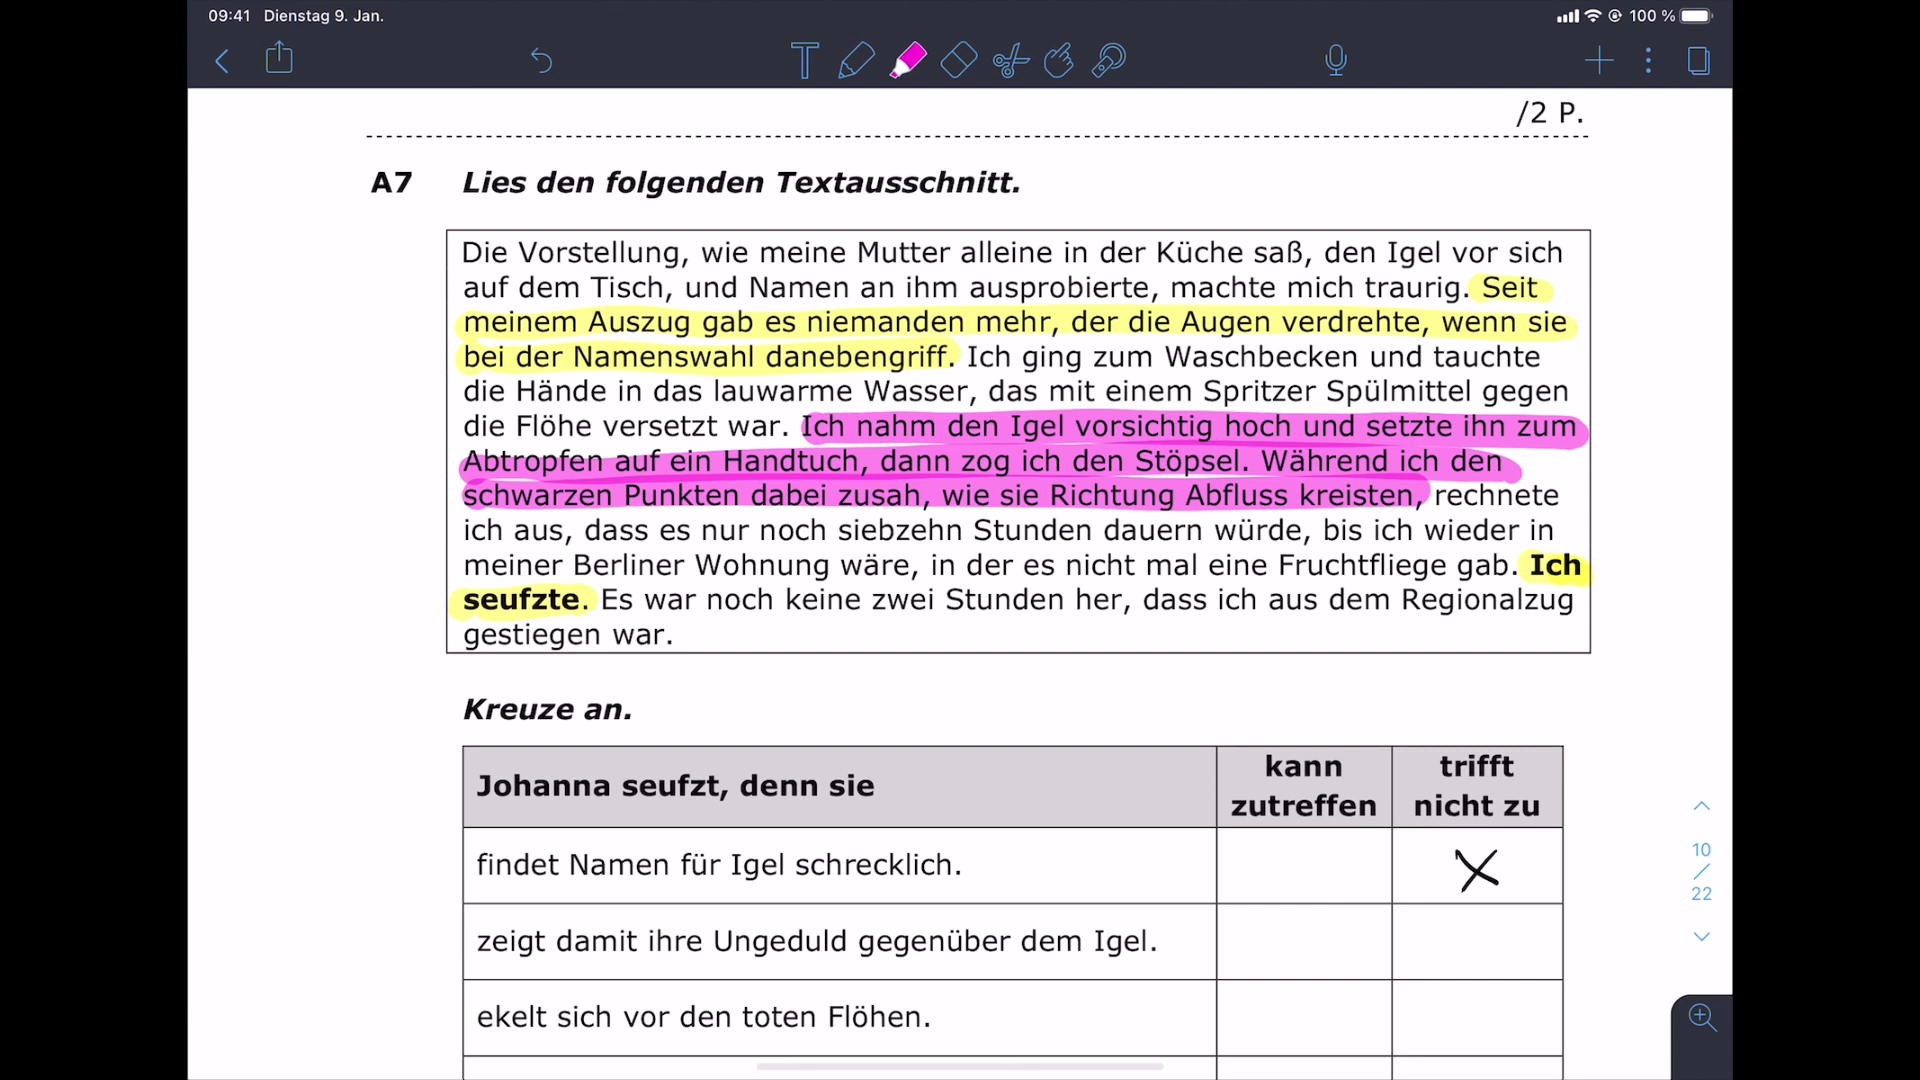 09:41 Dienstag 9. Jan.
100 %
/2 P.
A7 Lies den folgenden Textausschnitt.
Die Vorstellung, wie meine Mutter alleine in der Küche saß, den Igel vor sich
auf dem Tisch, und Namen an ihm ausprobierte, machte mich traurig. Seit
meinem Auszug gab es niemanden mehr, der die Augen verdrehte, wenn sie
bei der Namenswahl danebengriff. Ich ging zum Waschbecken und tauchte
die Hände in das lauwarme Wasser, das mit einem Spritzer Spülmittel gegen
die Flöhe versetzt war. Ich nahm den Igel vorsichtig hoch und setzte ihn zum
Abtropfen auf ein Handtuch, dann zog ich den Stöpsel. Während ich den
schwarzen Punkten dabei zusah, wie sie Richtung Abfluss kreisten, rechnete
ich aus, dass es nur noch siebzehn Stunden dauern würde, bis ich wieder in
meiner Berliner Wohnung wäre, in der es nicht mal eine Fruchtfliege gab. Ich
seufzte. Es war noch keine zwei Stunden her, dass ich aus dem Regionalzug
gestiegen war.
Kreuze an.
Johanna seufzt, denn sie
kann
zutreffen
trifft
nicht zu
findet Namen für Igel schrecklich.
zeigt damit ihre Ungeduld gegenüber dem Igel.
ekelt sich vor den toten Flöhen.
10
/
22